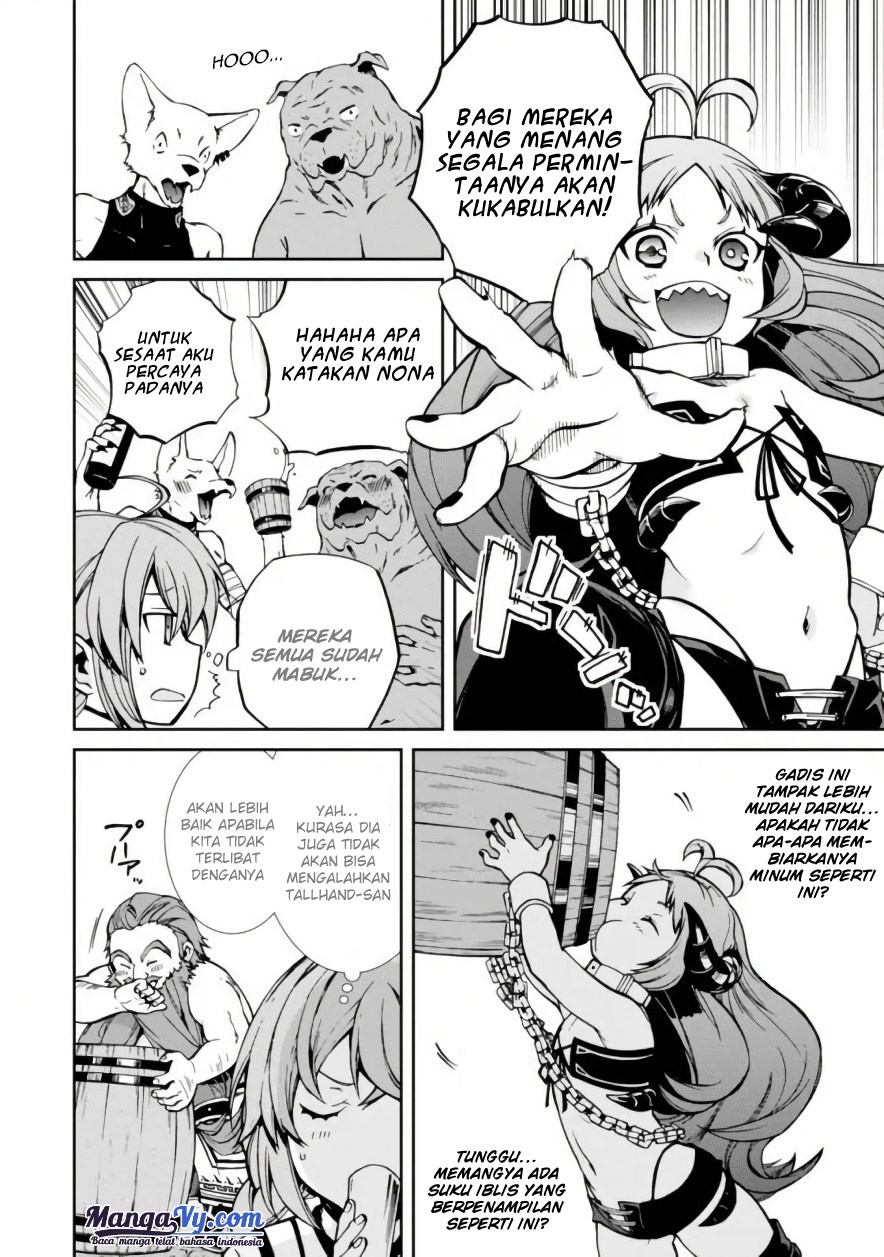 HOOO...
BAGI MEREKA
YANG MENANG
SEGALA PERMIN-
TAANYA AKAN
KUKABULKAN!
UNTUK
SESAAT AKU
PERCAYA
PADANYA
HAHAHA APA
YANG KAMU
KATAKAN NONA
MEREKA
SEMUA SUDAH
MABUK...
GADIS INI
TAMPAK LEBIH
MUDAH DARIKU...
APAKAH TIDAK
APA-APA MEM-
BIARKANYA
MINUM SEPERTI
INI?
TUNGGU...
MEMANGYA ADA
SUKU IBLIS YANG
BERPENAMPILAN
SEPERTI INI?
YAH...
KURASA DIA
JUGA TIDAK
AKAN BISA
MENGALAHKAN
TALLHAND-SAN
AKAN LEBIH
BAIK APABILA
KITA TIDAK
TERLIBAT
DENGANYA
プーアッ
MangaVy.com
Baca manga telat bahasa indonesia